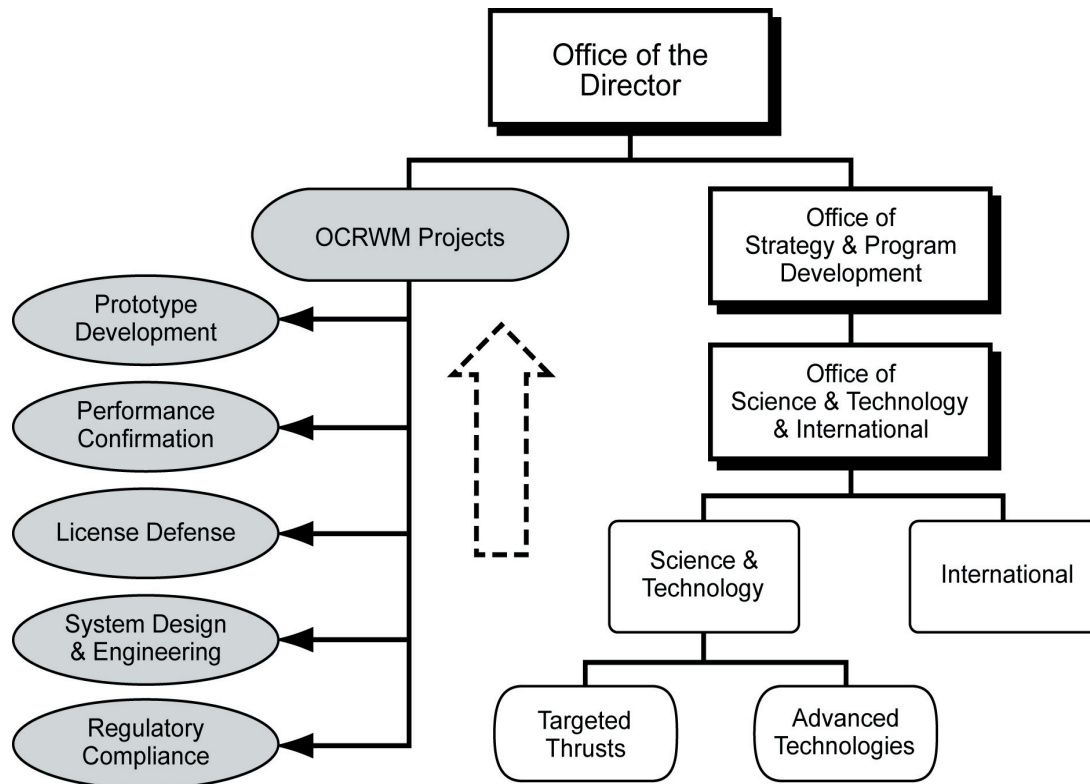 Office of the
Director
OCRWM Projects
Office of
Strategy & Program
Development
Prototype
Development
Office of
Science & Technology
& International
Performance
Confirmation
License Defense
Science &
Technology
International
System Design
& Engineering
Targeted
Thrusts
Advanced
Technologies
Regulatory
Compliance